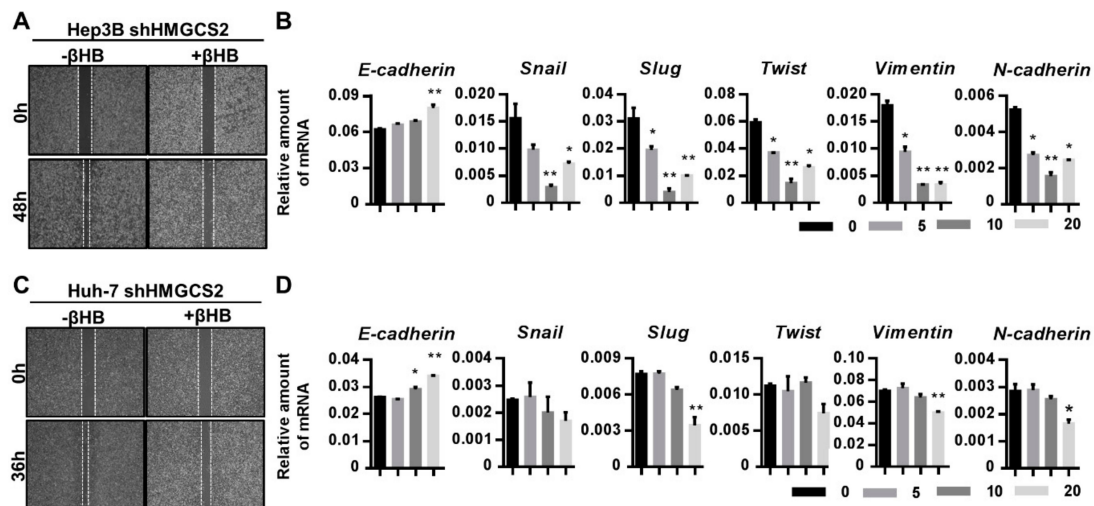 A
Hep3B shHMGCS2
-βHB +βHB
0h
48h
B
E-cadherin Snail Slug Twist Vimentin N-cadherin
Relative amount
of mRNA
0.09
0.06
0.03
0
** 
0.020
0.015
0.010
0.005
0
** *
0.04
0.03
0.02
0.01
0
* ** **
0.08
0.06
0.04
0.02
0
* ** *
0.020
0.015
0.010
0.005
0
* ** **
0.006
0.004
0.002
0.000
* ** *
0 5 10 20
C
Huh-7 shHMGCS2
-βHB +βHB
0h
36h
D
E-cadherin Snail Slug Twist Vimentin N-cadherin
Relative amount
of mRNA
0.04
0.03
0.02
0.01
0
* **
0.004
0.003
0.002
0.001
0
0.009
0.006
0.003
0
**
0.015
0.010
0.005
0
0.10
0.08
0.06
0.04
0.02
0
**
0.004
0.003
0.002
0.001
0
*
0 5 10 20